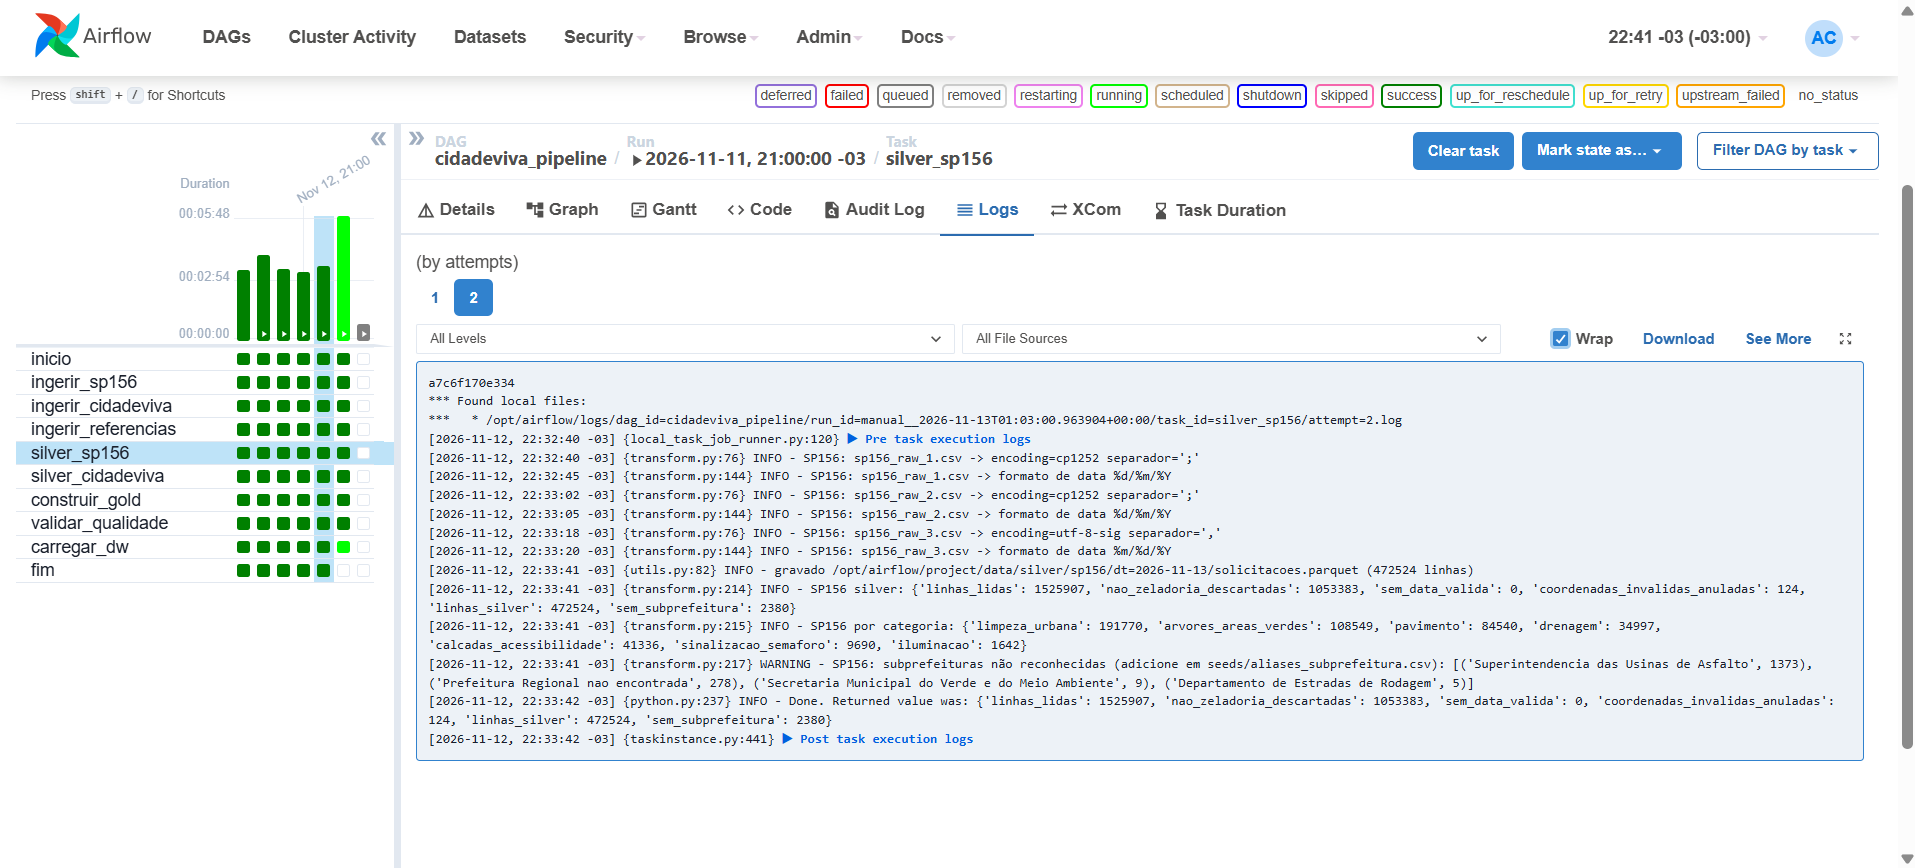 Airflow
DAGs
Cluster Activity
Datasets
Security
Browse
Admin
Docs
22:41 -03 (-03:00)
AC
Press shift + / for Shortcuts
deferred
failed
queued
removed
restarting
running
scheduled
shutdown
skipped
success
up_for_reschedule
up_for_retry
upstream_failed
no_status
DAG
cidadeviva_pipeline
/
Run
2026-11-11, 21:00:00 -03
/
Task
silver_sp156
Clear task
Mark state as...
Filter DAG by task
Duration
Nov 12, 21:00
00:05:48
00:02:54
00:00:00
inicio
ingerir_sp156
ingerir_cidadeviva
ingerir_referencias
silver_sp156
silver_cidadeviva
construir_gold
validar_qualidade
carregar_dw
fim
Details
Graph
Gantt
Code
Audit Log
Logs
XCom
Task Duration
(by attempts)
1
2
All Levels
All File Sources
Wrap
Download
See More
a7c6f170e334
*** Found local files:
***   * /opt/airflow/logs/dag_id=cidadeviva_pipeline/run_id=manual__2026-11-13T01:03:00.963904+00:00/task_id=silver_sp156/attempt=2.log
[2026-11-12, 22:32:40 -03] {local_task_job_runner.py:120} ▶ Pre task execution logs
[2026-11-12, 22:32:40 -03] {transform.py:76} INFO - SP156: sp156_raw_1.csv -> encoding=cp1252 separador=';'
[2026-11-12, 22:32:45 -03] {transform.py:144} INFO - SP156: sp156_raw_1.csv -> formato de data %d/%m/%Y
[2026-11-12, 22:33:02 -03] {transform.py:76} INFO - SP156: sp156_raw_2.csv -> encoding=cp1252 separador=';'
[2026-11-12, 22:33:05 -03] {transform.py:144} INFO - SP156: sp156_raw_2.csv -> formato de data %d/%m/%Y
[2026-11-12, 22:33:18 -03] {transform.py:76} INFO - SP156: sp156_raw_3.csv -> encoding=utf-8-sig separador=','
[2026-11-12, 22:33:20 -03] {transform.py:144} INFO - SP156: sp156_raw_3.csv -> formato de data %m/%d/%Y
[2026-11-12, 22:33:41 -03] {utils.py:82} INFO - gravado /opt/airflow/project/data/silver/sp156/dt=2026-11-13/solicitacoes.parquet (472524 linhas)
[2026-11-12, 22:33:41 -03] {transform.py:214} INFO - SP156 silver: {'linhas_lidas': 1525907, 'nao_zeladoria_descartadas': 1053383, 'sem_data_valida': 0, 'coordenadas_invalidas_anuladas': 124,
'linhas_silver': 472524, 'sem_subprefeitura': 2380}
[2026-11-12, 22:33:41 -03] {transform.py:215} INFO - SP156 por categoria: {'limpeza_urbana': 191770, 'arvores_areas_verdes': 108549, 'pavimento': 84540, 'drenagem': 34997,
'calcadas_acessibilidade': 41336, 'sinalizacao_semaforo': 9690, 'iluminacao': 1642}
[2026-11-12, 22:33:41 -03] {transform.py:217} WARNING - SP156: subprefeituras não reconhecidas (adicione em seeds/aliases_subprefeitura.csv): [('Superintendencia das Usinas de Asfalto', 1373),
('Prefeitura Regional nao encontrada', 278), ('Secretaria Municipal do Verde e do Meio Ambiente', 9), ('Departamento de Estradas de Rodagem', 5)]
[2026-11-12, 22:33:42 -03] {python.py:237} INFO - Done. Returned value was: {'linhas_lidas': 1525907, 'nao_zeladoria_descartadas': 1053383, 'sem_data_valida': 0, 'coordenadas_invalidas_anuladas':
124, 'linhas_silver': 472524, 'sem_subprefeitura': 2380}
[2026-11-12, 22:33:42 -03] {taskinstance.py:441} ▶ Post task execution logs